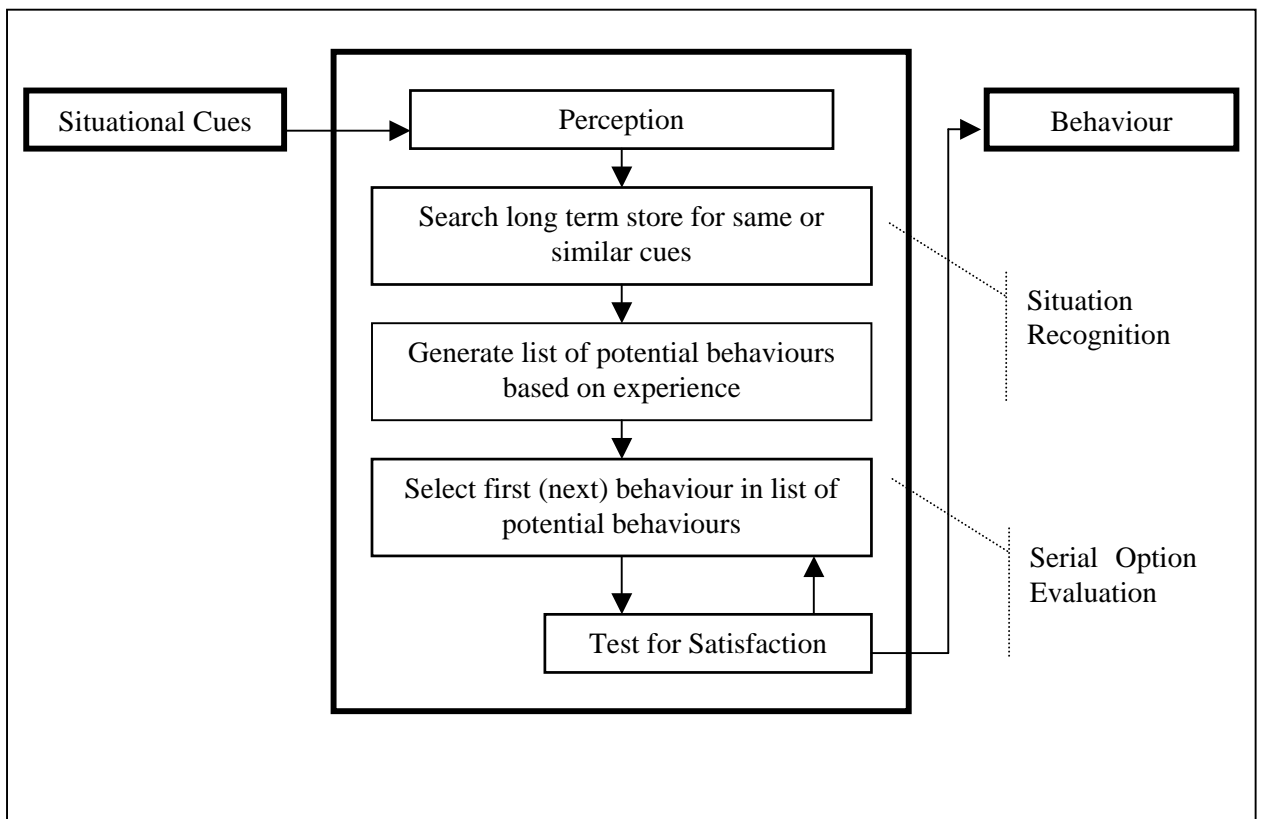 Situational Cues
Perception
Behaviour
Search long term store for same or
similar cues
Situation
Recognition
Generate list of potential behaviours
based on experience
Select first (next) behaviour in list of
potential behaviours
Serial Option
Evaluation
Test for Satisfaction